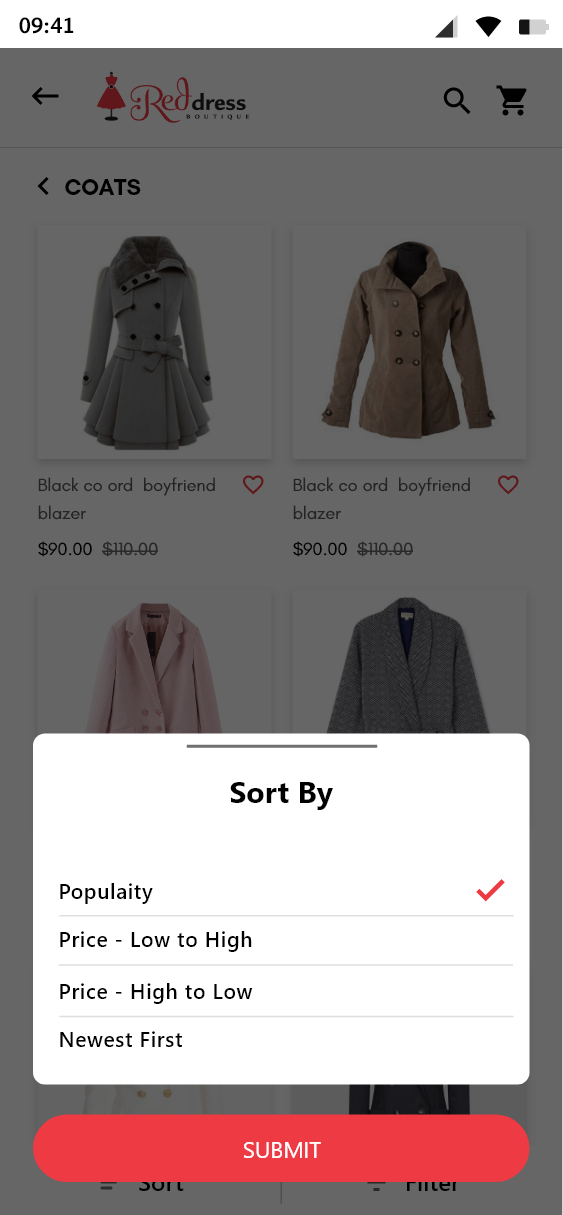 09:41
Red dress
BOUTIQUE
COATS
Black co ord boyfriend
blazer
$90.00 $110.00
Black co ord boyfriend
blazer
$90.00 $110.00
Sort By
Populaity
Price - Low to High
Price - High to Low
Newest First
SUBMIT
Sort
Filter